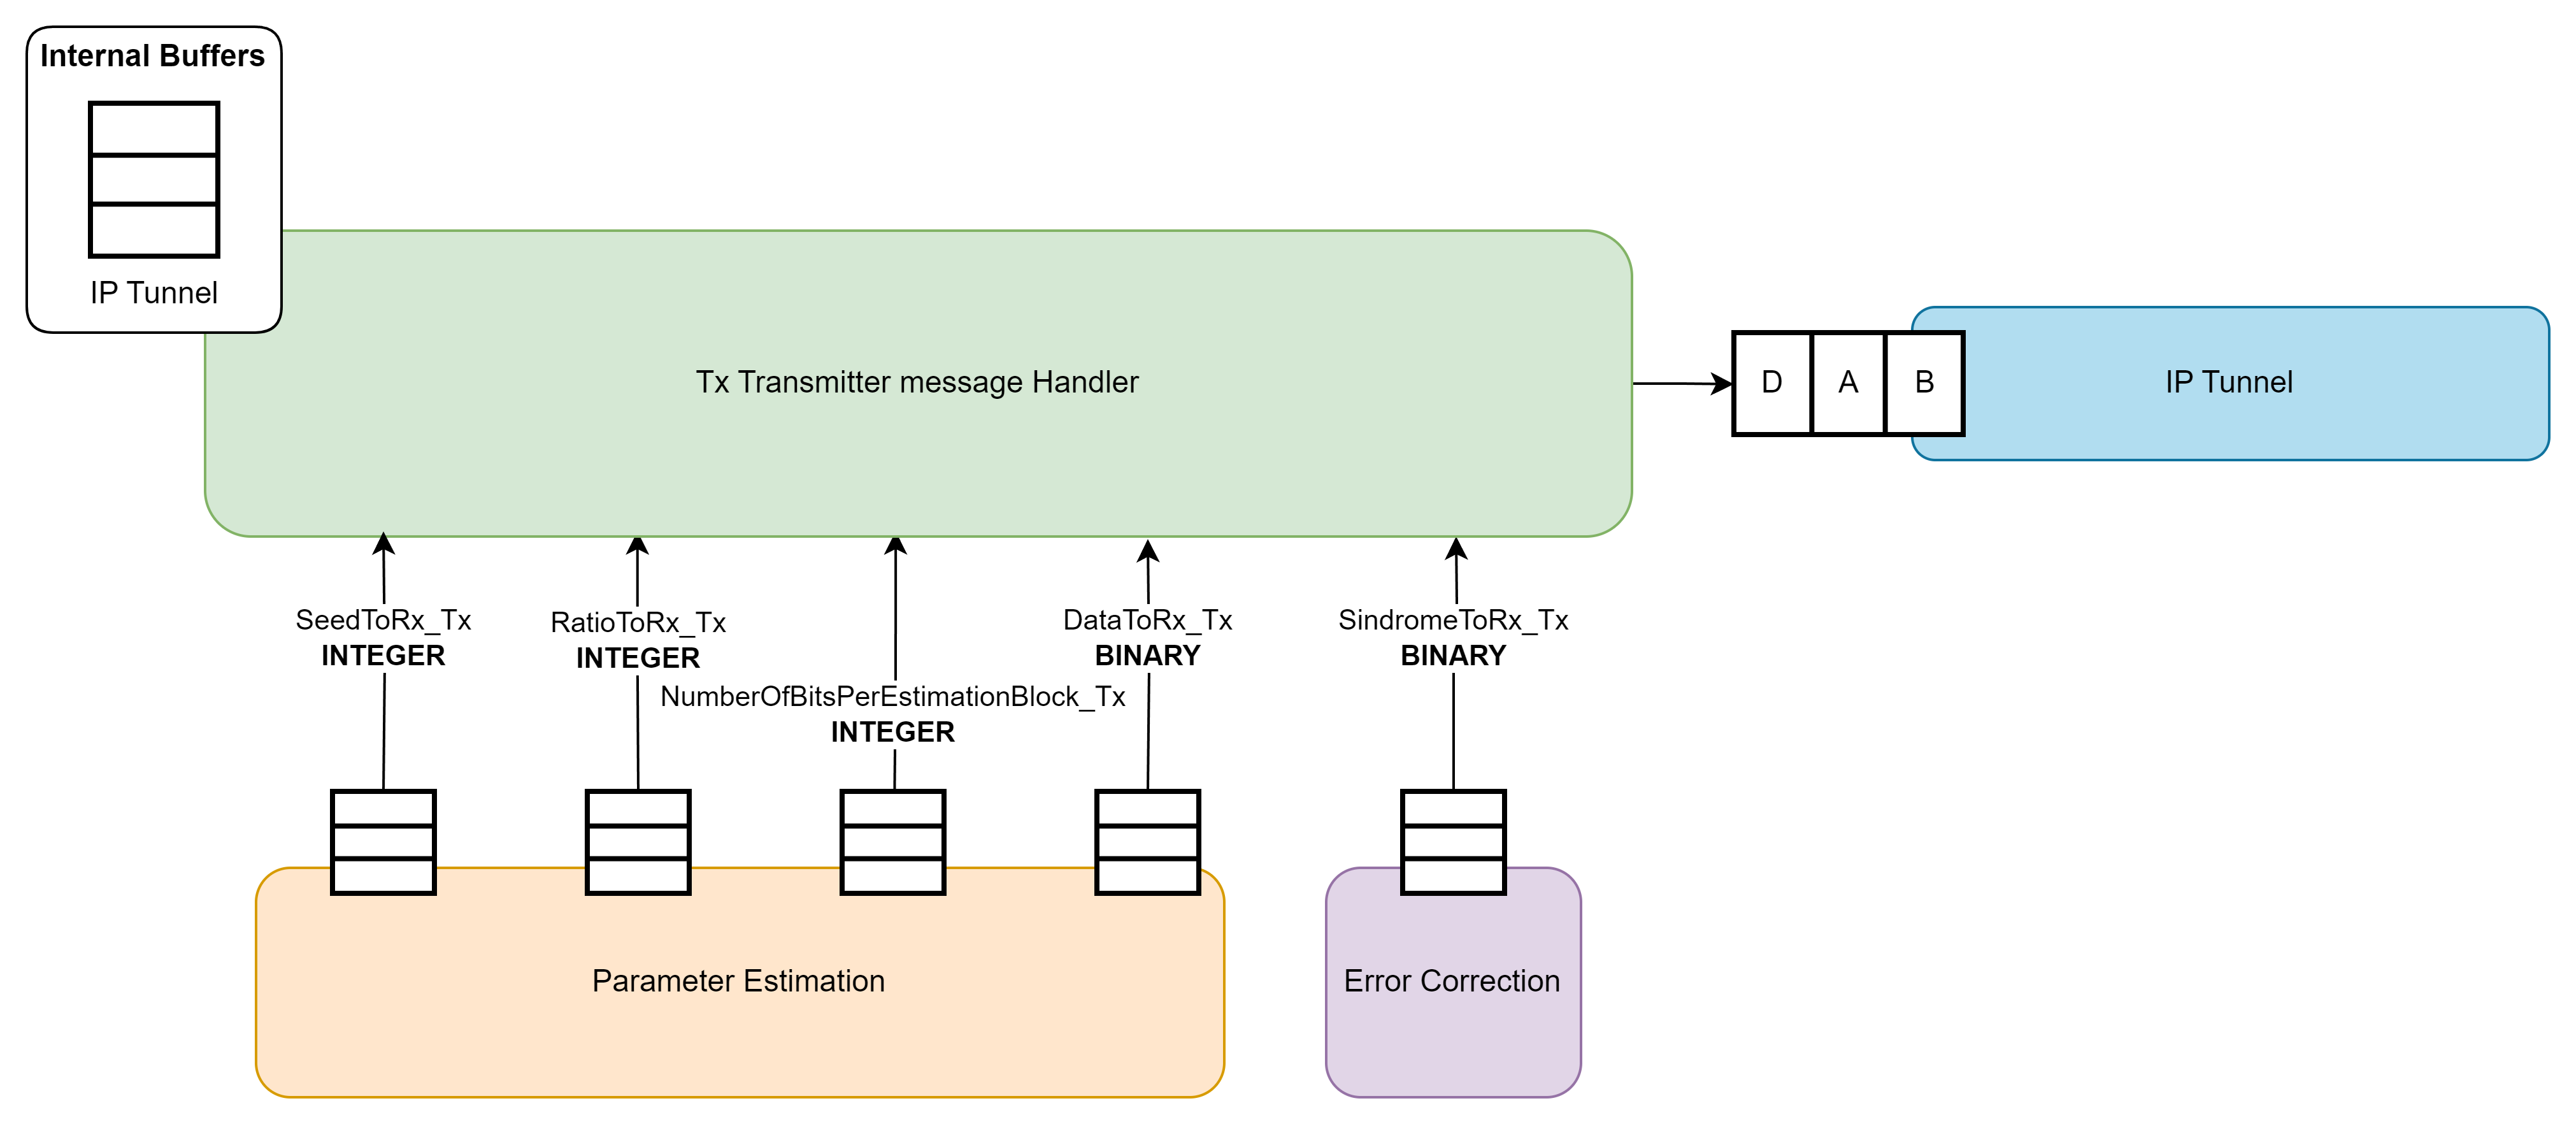 Internal Buffers
IP Tunnel
Tx Transmitter message Handler
D
A
B
IP Tunnel
SeedToRx_Tx
INTEGER
RatioToRx_Tx
INTEGER
NumberOfBitsPerEstimationBlock_Tx
INTEGER
DataToRx_Tx
BINARY
SindromeToRx_Tx
BINARY
Parameter Estimation
Error Correction